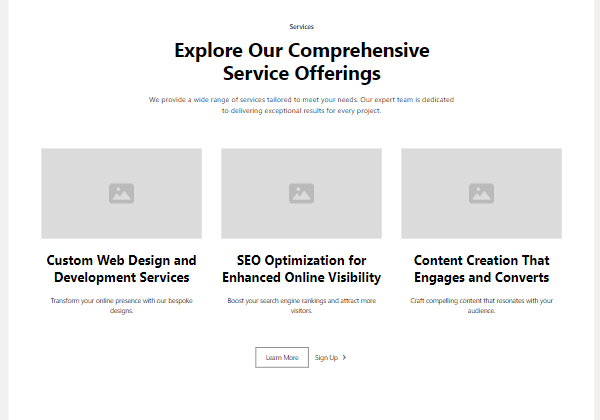 Services
Explore Our Comprehensive
Service Offerings
We provide a wide range of services tailored to meet your needs. Our expert team is dedicated
to delivering exceptional results for every project.
Custom Web Design and
Development Services
Transform your online presence with our bespoke
designs.
SEO Optimization for
Enhanced Online Visibility
Boost your search engine rankings and attract more
visitors.
Content Creation That
Engages and Converts
Craft compelling content that resonates with your
audience.
Learn More
Sign Up